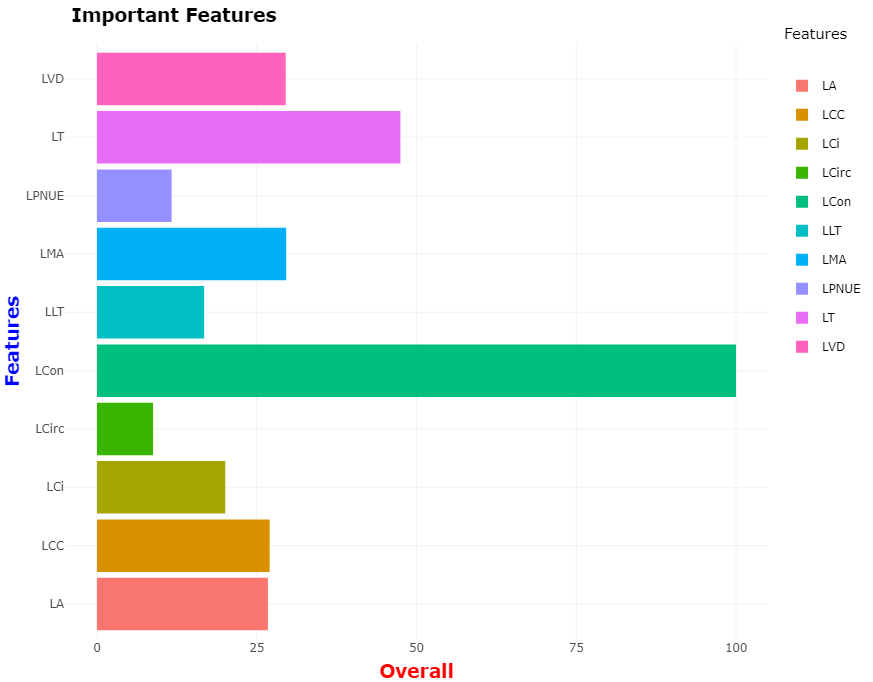 Important Features
Features
LVD
LT
LPNUE
LMA
LLT
LCon
LCirc
LCi
LCC
LA
0 25 50 75 100
Overall
Features
LA
LCC
LCi
LCirc
LCon
LLT
LMA
LPNUE
LT
LVD